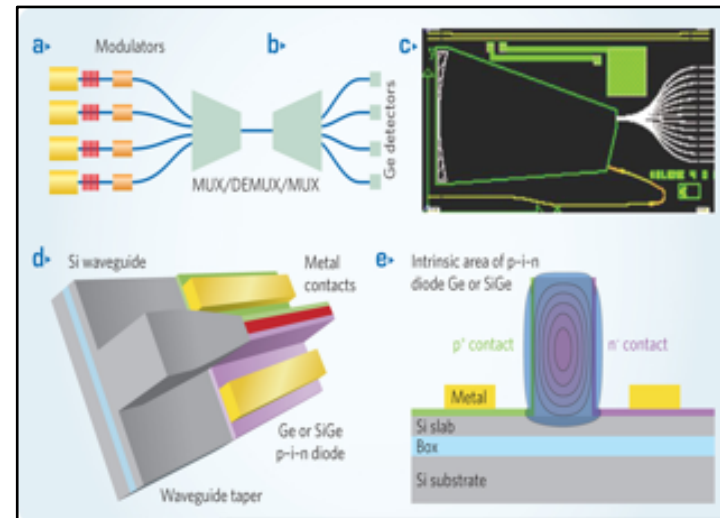 a
Modulators
b
Ge detectors
MUX/DEMUX/MUX
c
d
Si waveguide
Metal
contacts
Ge or SiGe
p-i-n diode
Waveguide taper
e
Intrinsic area of p-i-n
diode Ge or SiGe
p⁺ contact
n⁻ contact
Metal
Si slab
Box
Si substrate